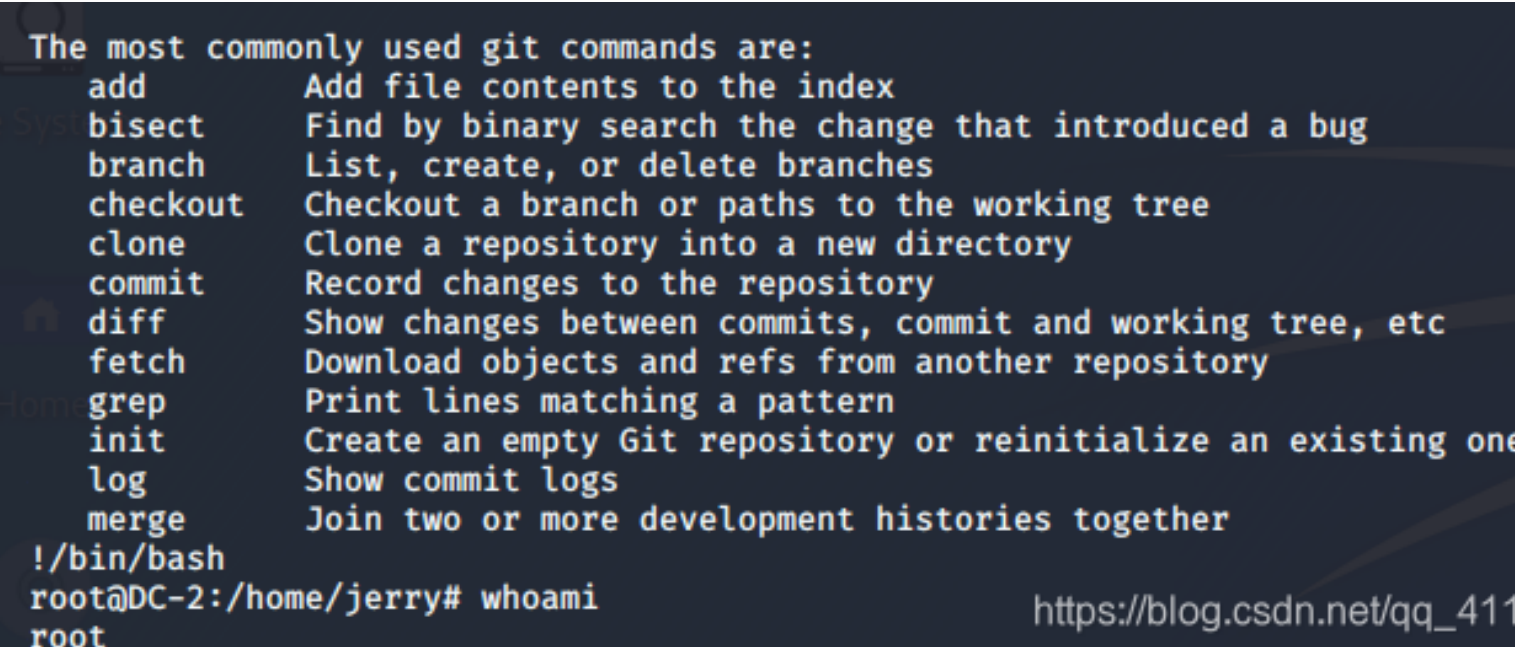 The most commonly used git commands are:
add        Add file contents to the index
bisect     Find by binary search the change that introduced a bug
branch     List, create, or delete branches
checkout   Checkout a branch or paths to the working tree
clone      Clone a repository into a new directory
commit     Record changes to the repository
diff       Show changes between commits, commit and working tree, etc
fetch      Download objects and refs from another repository
grep       Print lines matching a pattern
init       Create an empty Git repository or reinitialize an existing one
log        Show commit logs
merge      Join two or more development histories together
!/bin/bash
root@DC-2:/home/jerry# whoami
https://blog.csdn.net/qq_411
root
Home